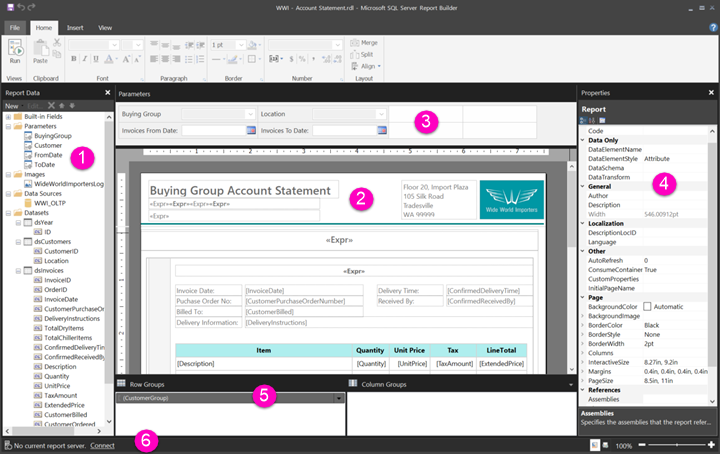 WWI - Account Statement.rdl - Microsoft SQL Server Report Builder
File Home Insert View
Run Paste
Merge
Split
Align
1 pt
Views Clipboard Font Paragraph Border Number Layout
Report Data
New Edit...
Built-in Fields
Parameters
BuyingGroup
Customer
FromDate
ToDate
1
Images
WideWorldImportersLog
Data Sources
WWI_OLTP
Datasets
dsYear
ID
dsCustomers
CustomerID
Location
dsInvoices
InvoiceID
OrderID
InvoiceDate
CustomerPurchaseOr
DeliveryInstructions
TotalDryItems
TotalChillerItems
ConfirmedDeliveryTim
ConfirmedReceivedBy
Description
Quantity
UnitPrice
TaxAmount
ExtendedPrice
CustomerBilled
CustomerOrdered
Parameters
Buying Group Location
Invoices From Date: Invoices To Date:
3
1 2 3 4 5 6 7
Buying Group Account Statement
«Expr»«Expr»«Expr»«Expr»
«Expr»
2
Floor 20, Import Plaza
105 Silk Road
Tradesville
WA 99999
Wide World Importers
«Expr»
«Expr»
Invoice Date: [InvoiceDate] Delivery Time: [ConfirmedDeliveryTime]
Puchase Order No: [CustomerPurchaseOrderNumber] Received By: [ConfirmedReceivedBy]
Billed To: [CustomerBilled]
Delivery Information: [DeliveryInstructions]
Item Quantity Unit Price Tax LineTotal
[Description] [Quantity] [UnitPrice] [TaxAmount] [ExtendedPrice]
1
2
Row Groups Column Groups
(CustomerGroup)
5
Properties
Report
Code
Data Only
DataElementName
DataElementStyle Attribute
DataSchema
DataTransform
General
4
Author
Description
Width 546.00912pt
Localization
DescriptionLocID
Language
Other
AutoRefresh 0
ConsumeContainer True
CustomProperties
InitialPageName
Page
BackgroundColor Automatic
BackgroundImage
BorderColor Black
BorderStyle None
BorderWidth 2pt
Columns
InteractiveSize 8.27in, 9.2in
Margins 0.4in, 0.4in, 0.4in, 0.4in
PageSize 8.5in, 11in
References
Assemblies
Assemblies
Specifies the assemblies that the report refer...
6
No current report server. Connect
100%